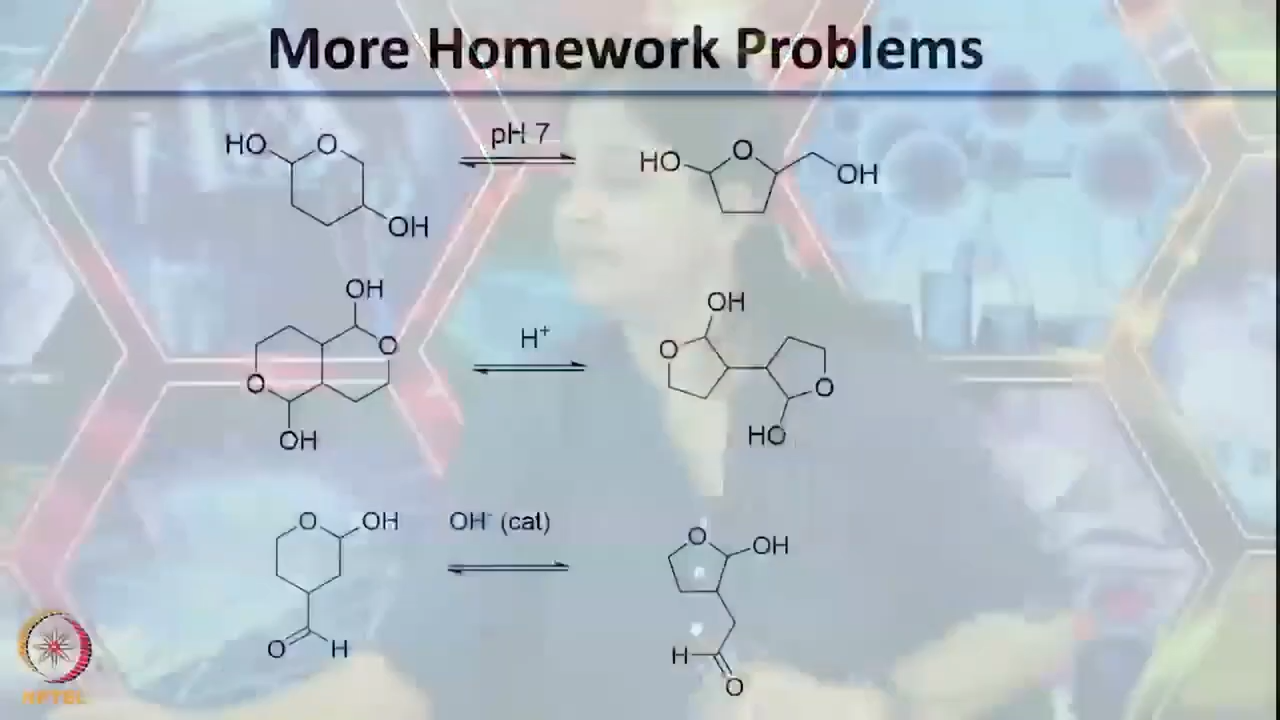 More Homework Problems
HO O OH
pH 7
HO O OH
OH O O OH
H⁺
OH O O HO
O OH O H
OH⁻ (cat)
O OH H O
NPTEL